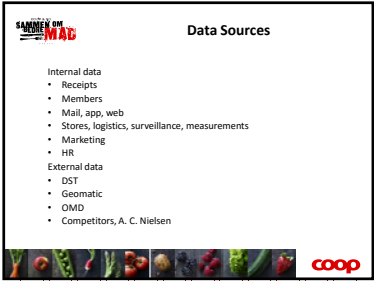 SAMMEN OM
BEDRE MAD
Data Sources
Internal data
• Receipts
• Members
• Mail, app, web
• Stores, logistics, surveillance, measurements
• Marketing
• HR
External data
• DST
• Geomatic
• OMD
• Competitors, A. C. Nielsen
coop